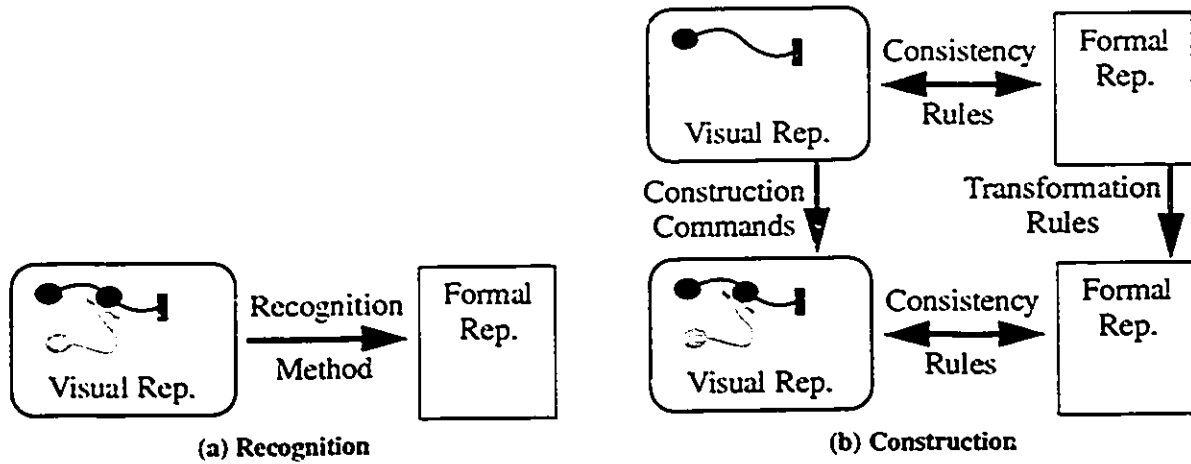 Visual Rep.
Recognition
Method
Formal
Rep.
(a) Recognition
Visual Rep.
Consistency
Rules
Formal
Rep.
Construction
Commands
Transformation
Rules
Visual Rep.
Consistency
Rules
Formal
Rep.
(b) Construction